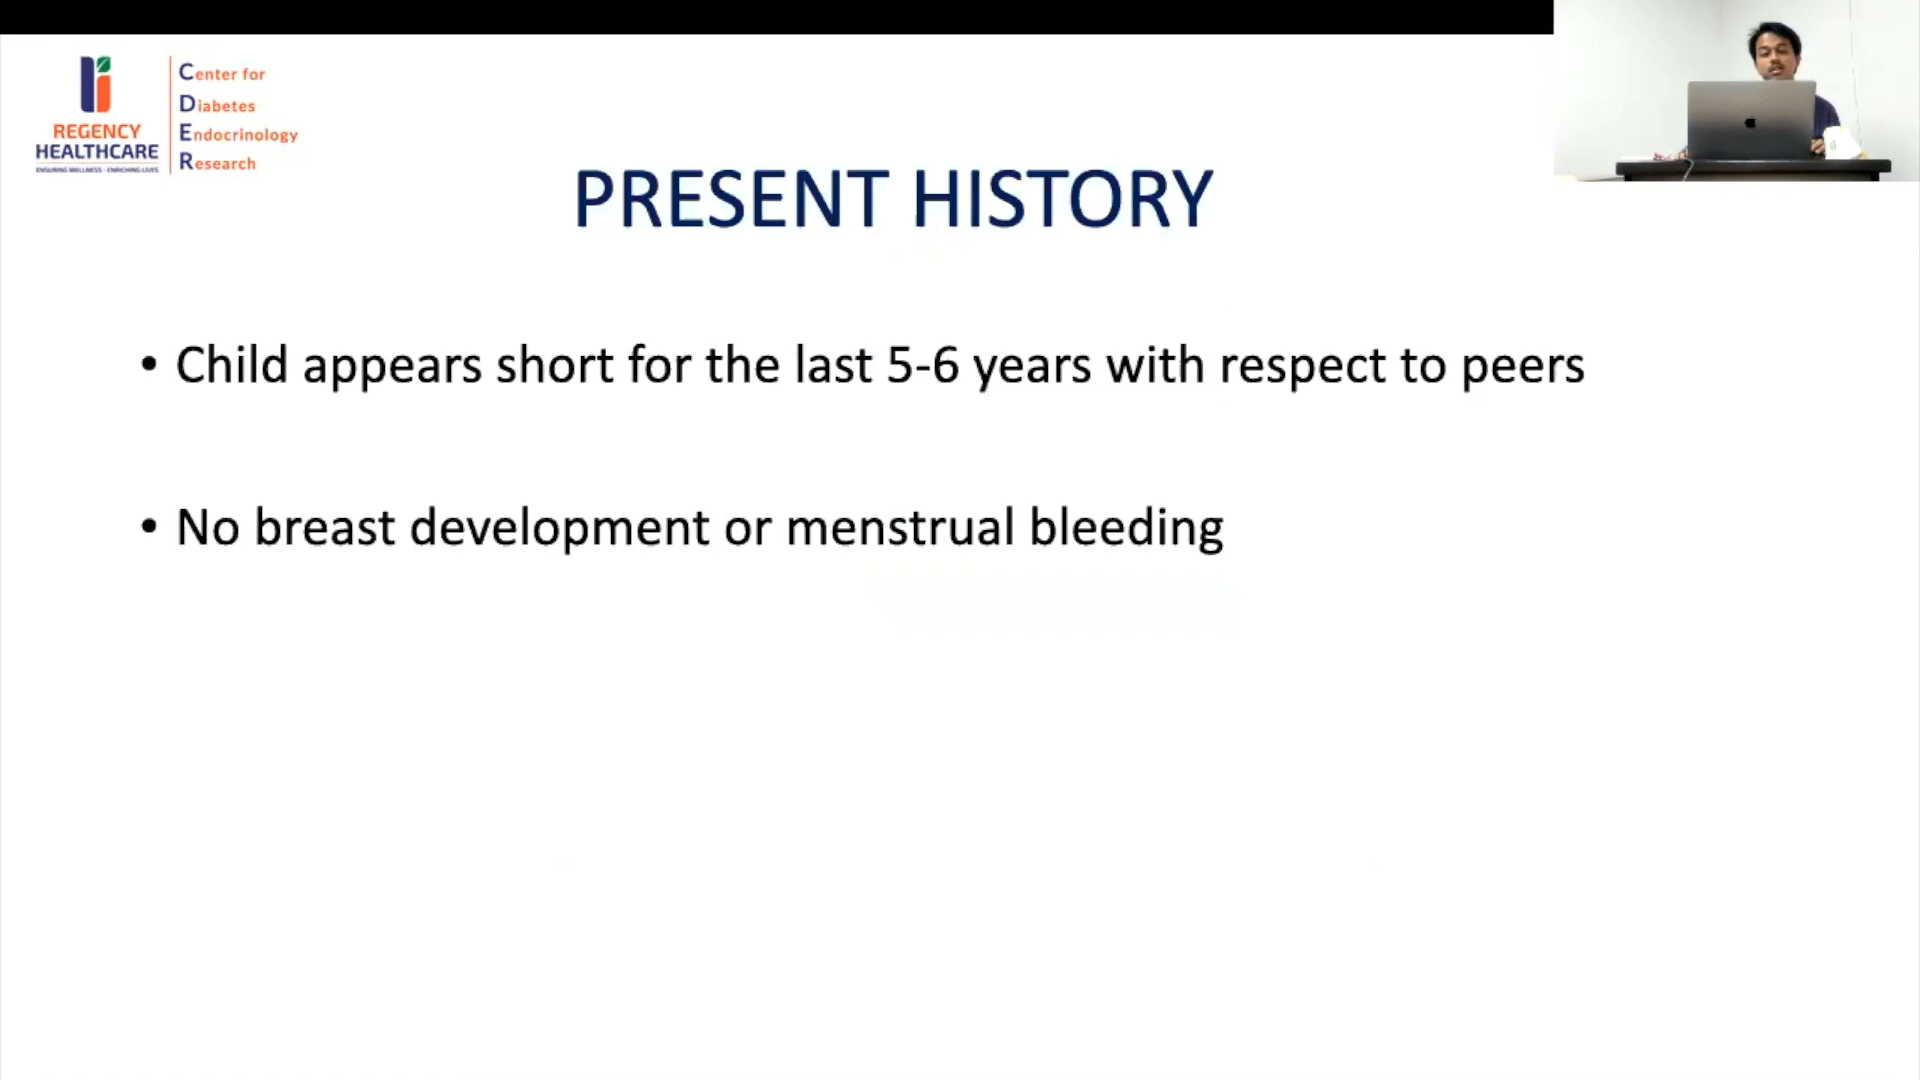 Center for
Diabetes
Endocrinology
Research
REGENCY
HEALTHCARE
ENSURING WELLNESS - ENRICHING LIVES
PRESENT HISTORY
• Child appears short for the last 5-6 years with respect to peers
• No breast development or menstrual bleeding